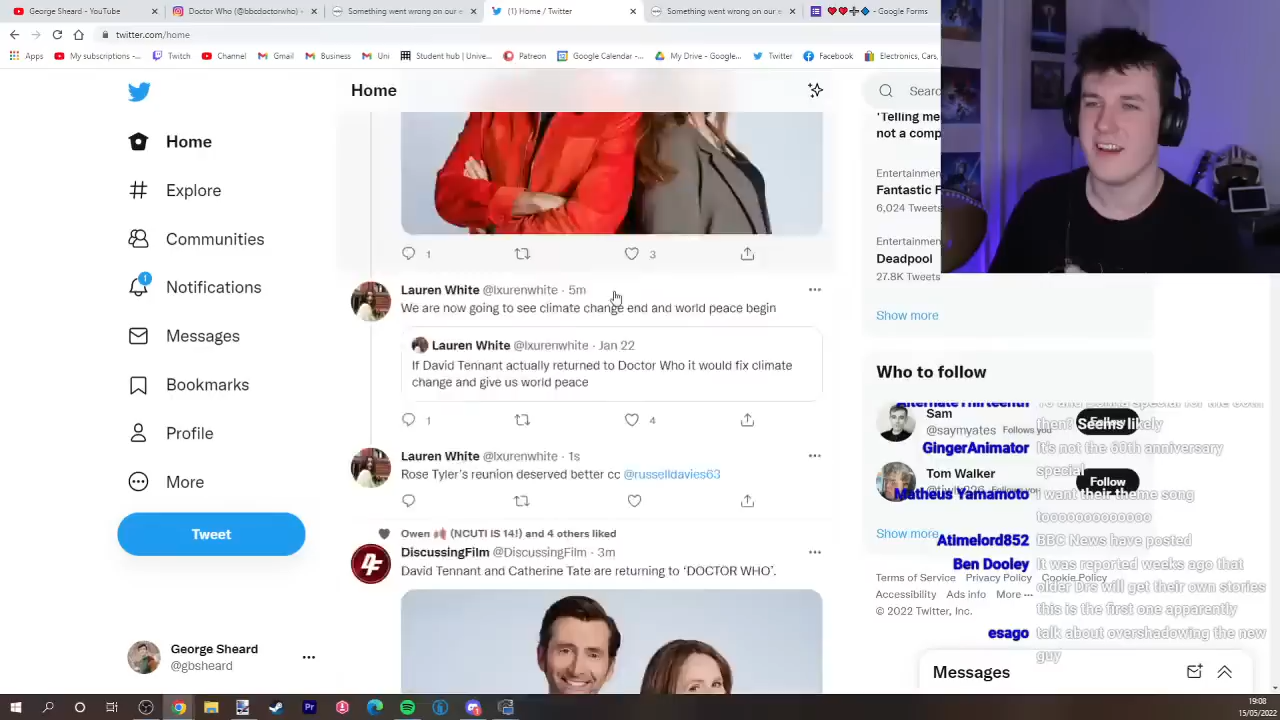 George Sheard - YouTube
Doctor Who (@bbcdoctorwho) -
Something went wrong on our e
(1) Home / Twitter
Something went wrong on our e
- Google Forms
twitter.com/home
Apps
My subscriptions -...
Twitch
Channel
Gmail
Business
Uni
Student hub | Unive...
Patreon
Google Calendar -...
My Drive - Google...
Twitter
Facebook
Electronics, Cars,
Home
Explore
Communities
1
Notifications
Messages
Bookmarks
Profile
More
Tweet
George Sheard
@gbsheard
Home
1
3
Lauren White @lxurenwhite · 5m
We are now going to see climate change end and world peace begin
Lauren White @lxurenwhite · Jan 22
If David Tennant actually returned to Doctor Who it would fix climate
change and give us world peace
1
4
Lauren White @lxurenwhite · 1s
Rose Tyler's reunion deserved better cc @russelldavies63
Owen (NCUTI IS 14!) and 4 others liked
DiscussingFilm @DiscussingFilm · 3m
David Tennant and Catherine Tate are returning to 'DOCTOR WHO'.
Searc
'Telling me
not a comp
Entertainmen
Fantastic F
6,024 Tweets
Entertainmen
Deadpool
27.8K Tweets
Show more
Who to follow
Sam
@saymyates Follows you
Tom Walker
Follow
Show more
Terms of Service Privacy Policy Cookie Policy
Accessibility Ads info More
© 2022 Twitter, Inc.
AlternateThirteenth
then? Seems likely
GingerAnimator It's not the 60th anniversary
special
Matheus Yamamoto i want their theme song
tooooooooooooo
Atimelord852 BBC News have posted
Ben Dooley It was reported weeks ago that
older Drs will get their own stories
this is the first one apparently
esago talk about overshadowing the new
guy
Messages
19:08
15/05/2022